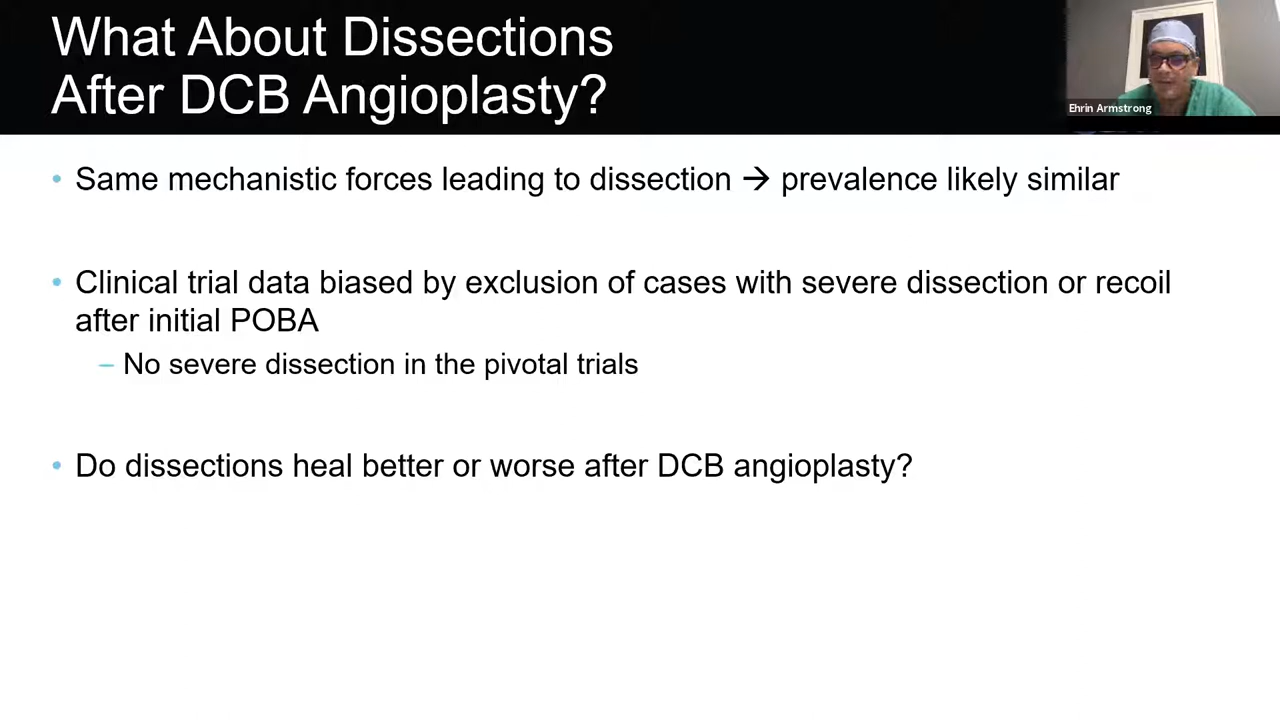 What About Dissections
After DCB Angioplasty?
Ehrin Armstrong
• Same mechanistic forces leading to dissection → prevalence likely similar
• Clinical trial data biased by exclusion of cases with severe dissection or recoil
after initial POBA
– No severe dissection in the pivotal trials
• Do dissections heal better or worse after DCB angioplasty?